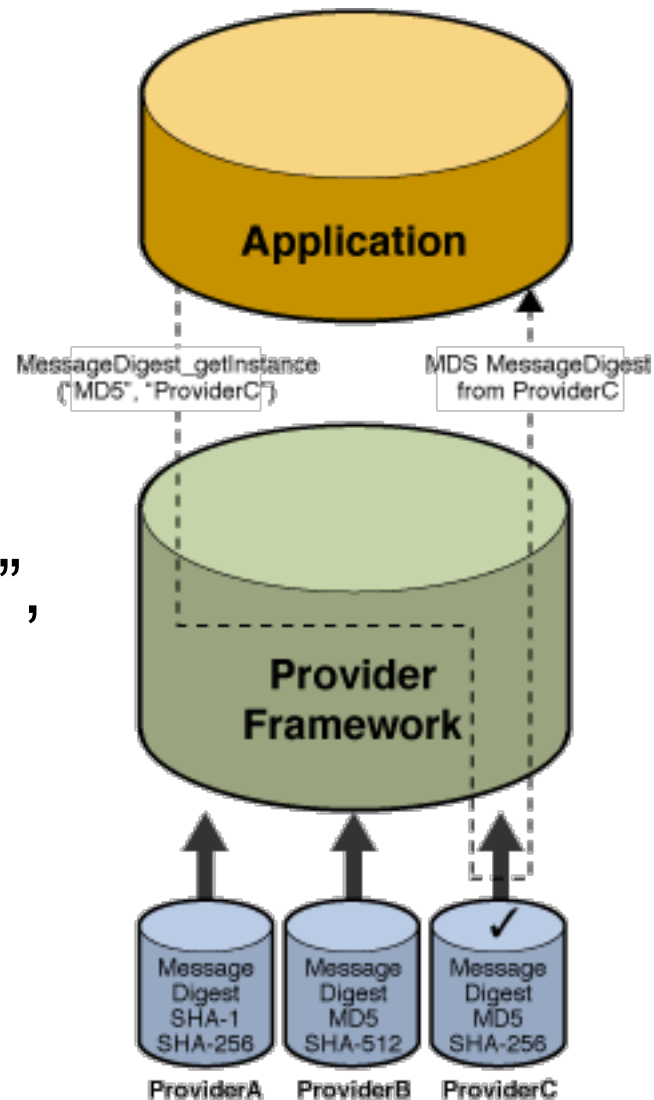 Application
MessageDigest_getInstance
("MD5", "ProviderC")
MDS MessageDigest
from ProviderC
”,
Provider
Framework
Message
Digest
SHA-1
SHA-256
Message
Digest
MD5
SHA-512
✓
Message
Digest
MD5
SHA-256
ProviderA
ProviderB
ProviderC